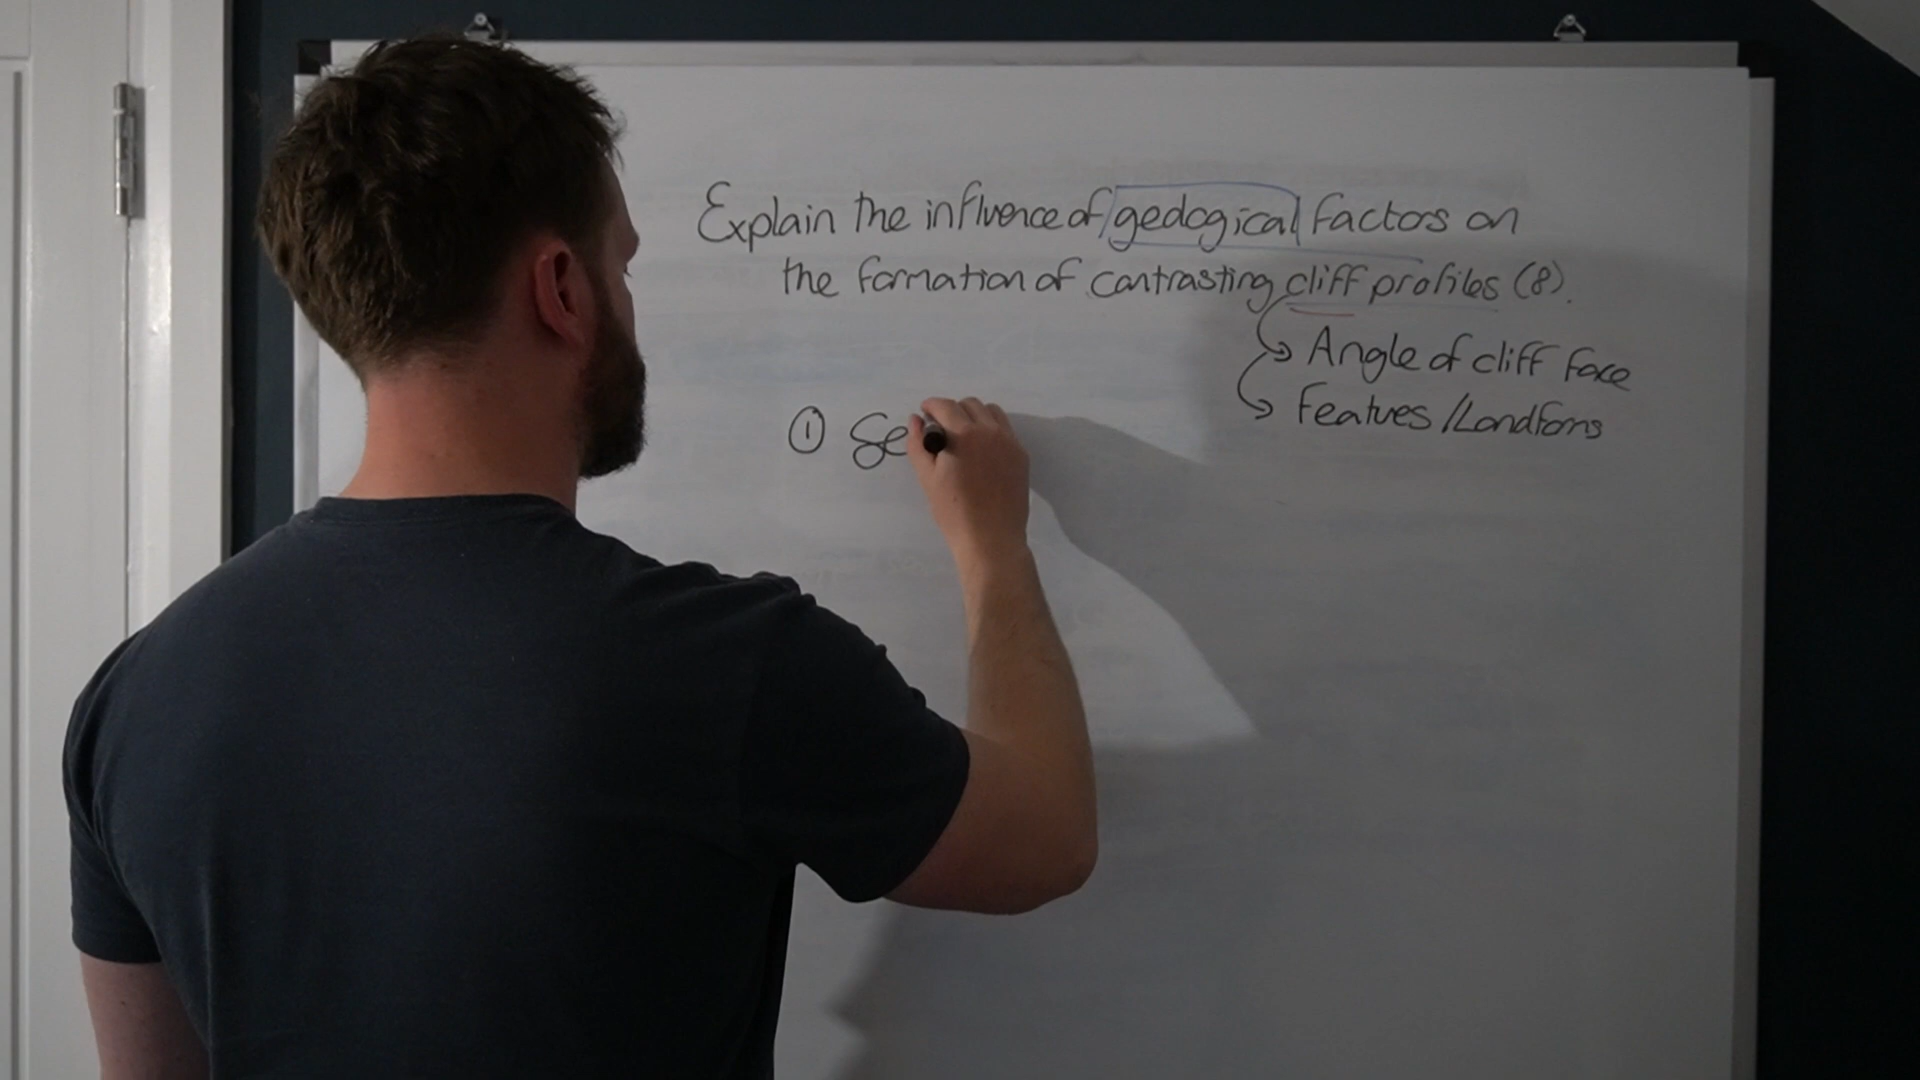 Explain the influence of geological factors on
the formation of contrasting cliff profiles (8).
Angle of cliff face
Features / Landforms
① Se